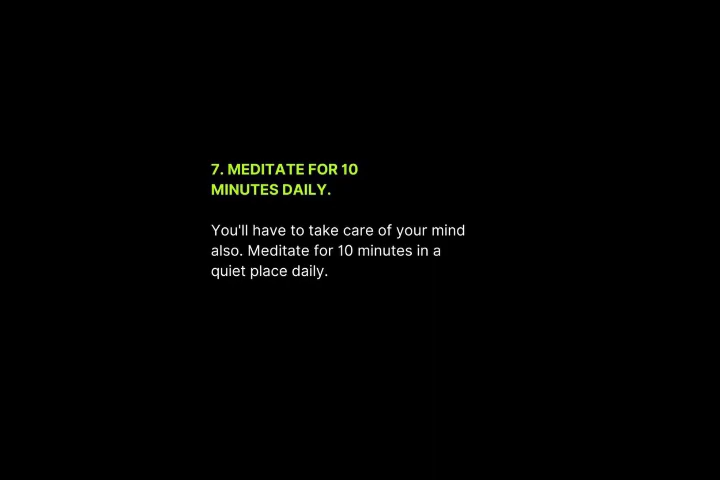 7. MEDITATE FOR 10
MINUTES DAILY.
You'll have to take care of your mind
also. Meditate for 10 minutes in a
quiet place daily.